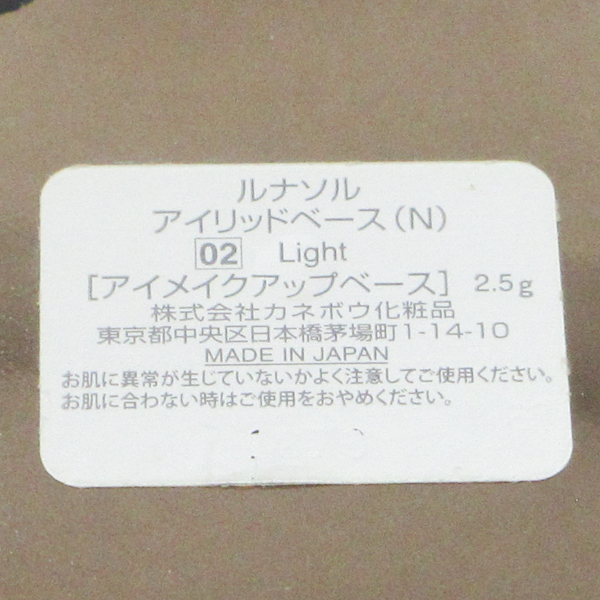 ルナソル
アイリッドベース(N)
02 Light
[アイメイクアップベース] 2.5g
株式会社カネボウ化粧品
東京都中央区日本橋茅場町1-14-10
MADE IN JAPAN
お肌に異常が生じていないかよく注意してご使用ください。
お肌に合わない時はご使用をおやめください。